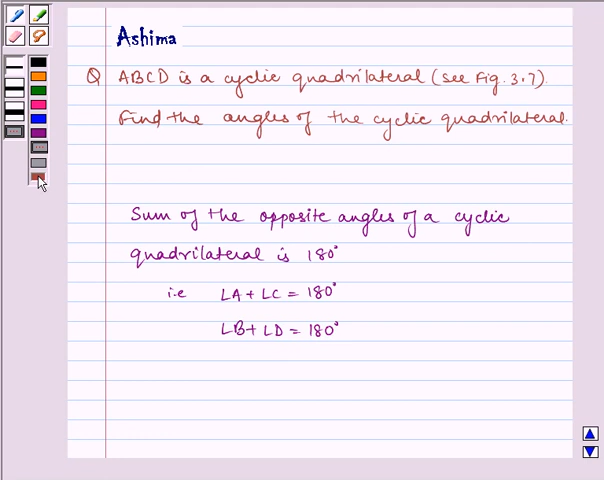 Ashima
Q ABCD is a cyclic quadrilateral (see Fig. 3.7).
Find the angles of the cyclic quadrilateral.
Sum of the opposite angles of a cyclic
quadrilateral is 180°
i.e ∠A + ∠C = 180°
∠B + ∠D = 180°